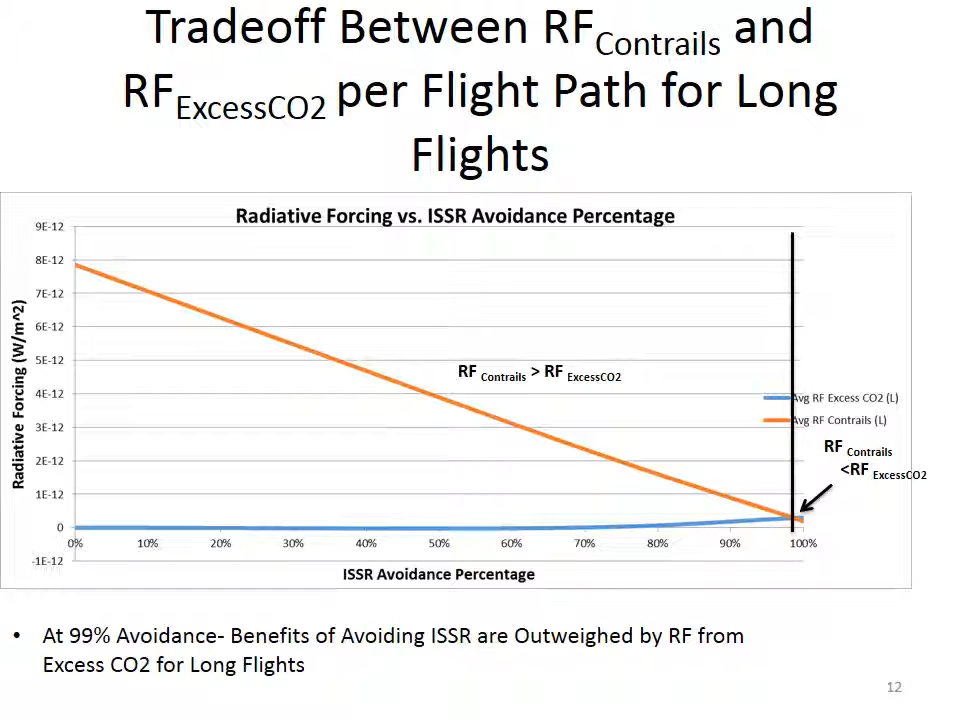 Tradeoff Between RF Contrails and
RF ExcessCO2 per Flight Path for Long
Flights
Radiative Forcing vs. ISSR Avoidance Percentage
9E-12
8E-12
7E-12
6E-12
5E-12
4E-12
3E-12
2E-12
1E-12
0
-1E-12
Radiative Forcing (W/m^2)
RF Contrails > RF ExcessCO2
Avg RF Excess CO2 (L)
Avg RF Contrails (L)
RF Contrails
<RF ExcessCO2
0% 10% 20% 30% 40% 50% 60% 70% 80% 90% 100%
ISSR Avoidance Percentage
• At 99% Avoidance- Benefits of Avoiding ISSR are Outweighed by RF from
Excess CO2 for Long Flights
12